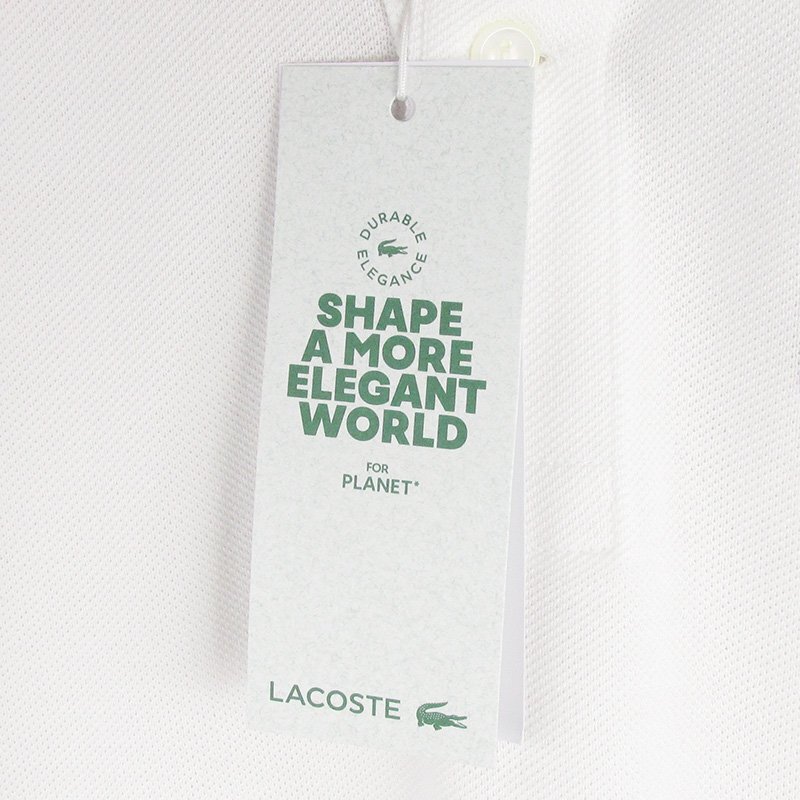 DURABLE
ELEGANCE
SHAPE
A MORE
ELEGANT
WORLD
FOR
PLANET*
LACOSTE